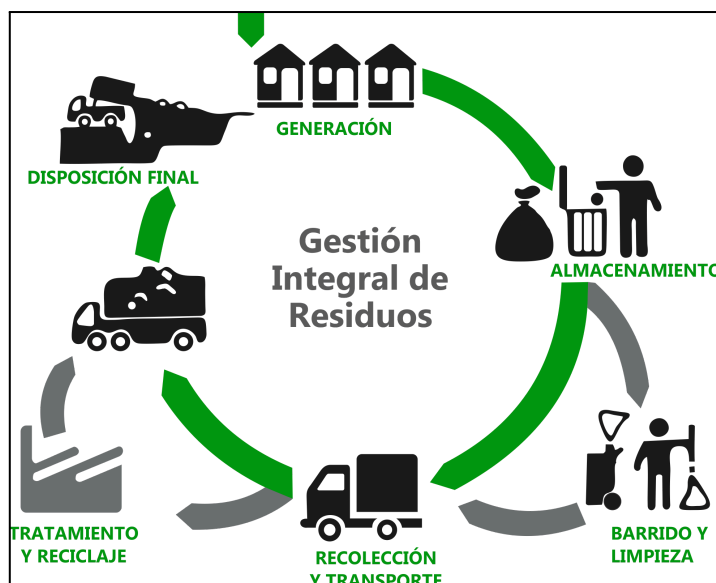 GENERACIÓN
DISPOSICIÓN FINAL
Gestión
Integral de
Residuos
ALMACENAMIENTO
TRATAMIENTO
Y RECICLAJE
RECOLECCIÓN
Y TRANSPORTE
BARRIDO Y
LIMPIEZA